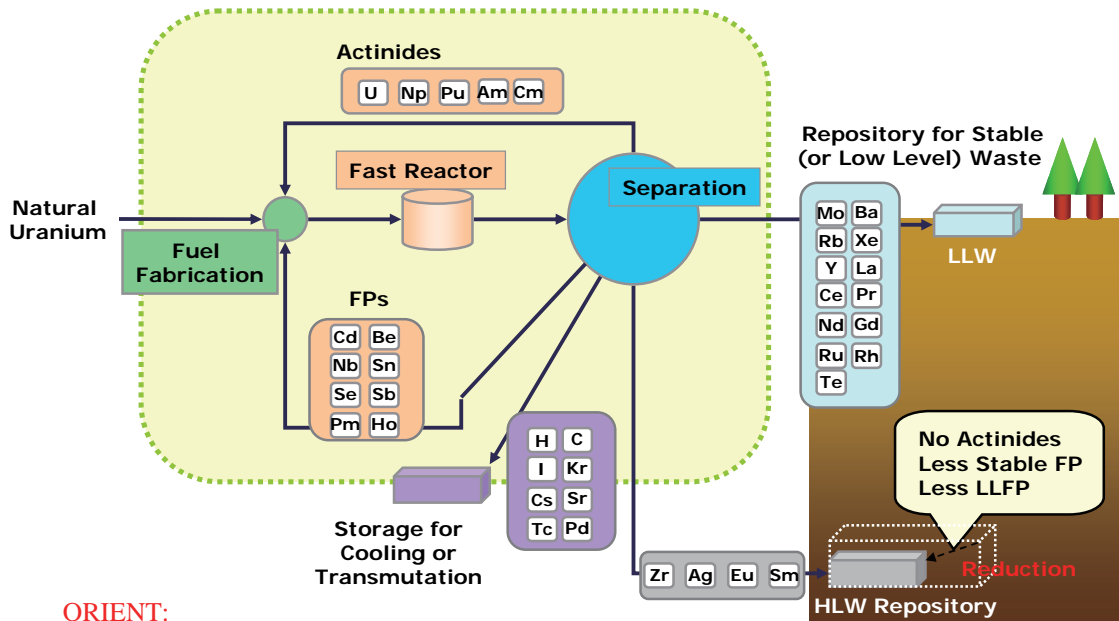 Actinides
U Np Pu Am Cm
Repository for Stable
(or Low Level) Waste
Fast Reactor
Separation
Natural
Uranium
Fuel
Fabrication
Mo Ba
Rb Xe
Y La
Ce Pr
Nd Gd
Ru Rh
Te
LLW
FPs
Cd Be
Nb Sn
Se Sb
Pm Ho
H C
I Kr
Cs Sr
Tc Pd
Storage for
Cooling or
Transmutation
No Actinides
Less Stable FP
Less LLFP
Zr Ag Eu Sm
Reduction
HLW Repository
ORIENT: